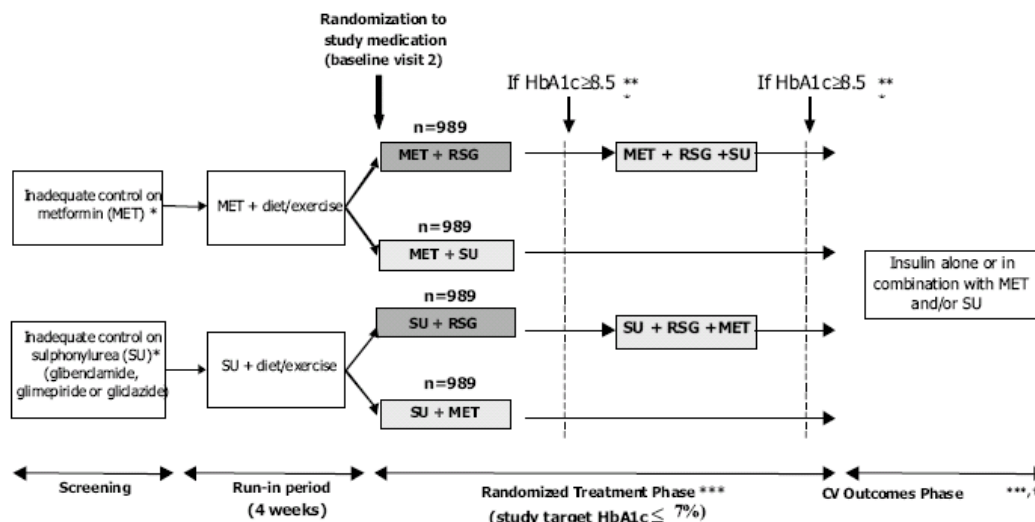 Randomization to
study medication
(baseline visit 2)
If HbA1c≥8.5 **
*
If HbA1c≥8.5 **
*
n=989
MET + RSG
MET + RSG +SU
Inadequate control on
metformin (MET) *
MET + diet/exercise
n=989
MET + SU
Insulin alone or in
combination with MET
and/or SU
n=989
SU + RSG
SU + RSG +MET
Inadequate control on
sulphonylurea (SU)*
(glibenclamide,
glimepiride or gliclazide)
SU + diet/exercise
n=989
SU + MET
Screening
Run-in period
(4 weeks)
Randomized Treatment Phase ***
(study target HbA1c≤ 7%)
CV Outcomes Phase